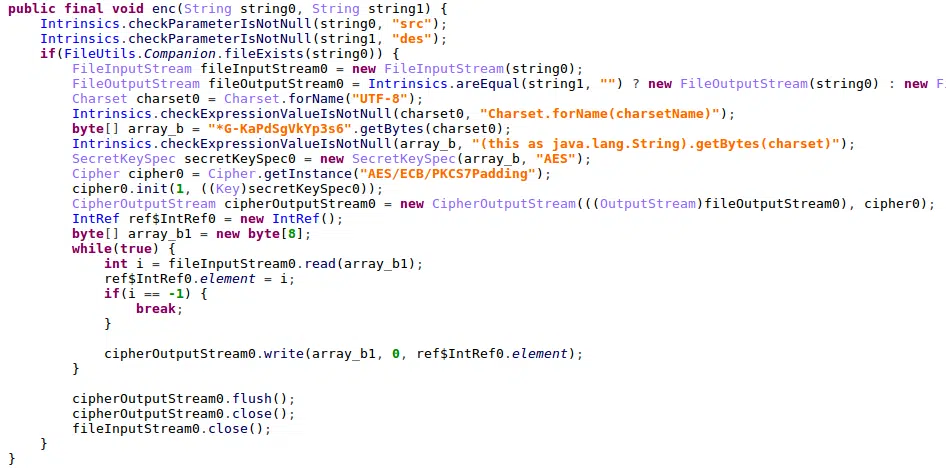 public final void enc(String string0, String string1) {
    Intrinsics.checkParameterIsNotNull(string0, "src");
    Intrinsics.checkParameterIsNotNull(string1, "des");
    if(FileUtils.Companion.fileExists(string0)) {
        FileInputStream fileInputStream0 = new FileInputStream(string0);
        FileOutputStream fileOutputStream0 = Intrinsics.areEqual(string1, "") ? new FileOutputStream(string0) : new F
        Charset charset0 = Charset.forName("UTF-8");
        Intrinsics.checkExpressionValueIsNotNull(charset0, "Charset.forName(charsetName)");
        byte[] array_b = "*G-KaPdSgVkYp3s6".getBytes(charset0);
        Intrinsics.checkExpressionValueIsNotNull(array_b, "(this as java.lang.String).getBytes(charset)");
        SecretKeySpec secretKeySpec0 = new SecretKeySpec(array_b, "AES");
        Cipher cipher0 = Cipher.getInstance("AES/ECB/PKCS7Padding");
        cipher0.init(1, ((Key)secretKeySpec0));
        CipherOutputStream cipherOutputStream0 = new CipherOutputStream(((OutputStream)fileOutputStream0), cipher0);
        IntRef ref$IntRef0 = new IntRef();
        byte[] array_b1 = new byte[8];
        while(true) {
            int i = fileInputStream0.read(array_b1);
            ref$IntRef0.element = i;
            if(i == -1) {
                break;
            }

            cipherOutputStream0.write(array_b1, 0, ref$IntRef0.element);
        }

        cipherOutputStream0.flush();
        cipherOutputStream0.close();
        fileInputStream0.close();
    }
}